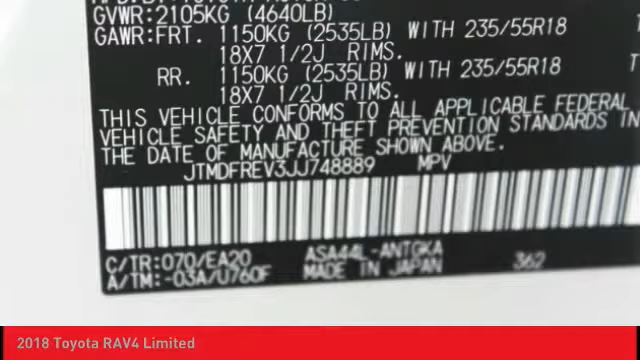 GVWR:2105KG (4640LB)
GAWR:FRT. 1150KG (2535LB) WITH 235/55R18
18X7 1/2J RIMS.
RR. 1150KG (2535LB) WITH 235/55R18
18X7 1/2J RIMS.
THIS VEHICLE CONFORMS TO ALL APPLICABLE FEDERAL
VEHICLE SAFETY AND THEFT PREVENTION STANDARDS IN
THE DATE OF MANUFACTURE SHOWN ABOVE.
JTMDFREV3JJ748889 MPV
C/TR:070/EA20 ASA44L-ANTGKA
A/TM:-03A/U760F MADE IN JAPAN 362
2018 Toyota RAV4 Limited